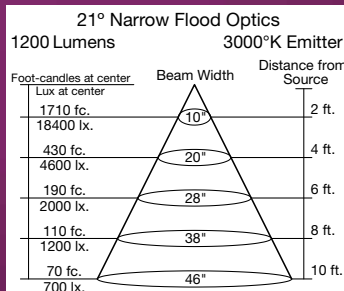 21º Narrow Flood Optics
1200 Lumens 3000°K Emitter
Foot-candles at center
Lux at center
Beam Width
Distance from
Source
1710 fc.
18400 lx.
10"
2 ft.
430 fc.
4600 lx.
20"
4 ft.
190 fc.
2000 lx.
28"
6 ft.
110 fc.
1200 lx.
38"
8 ft.
70 fc.
700 lx.
46"
10 ft.